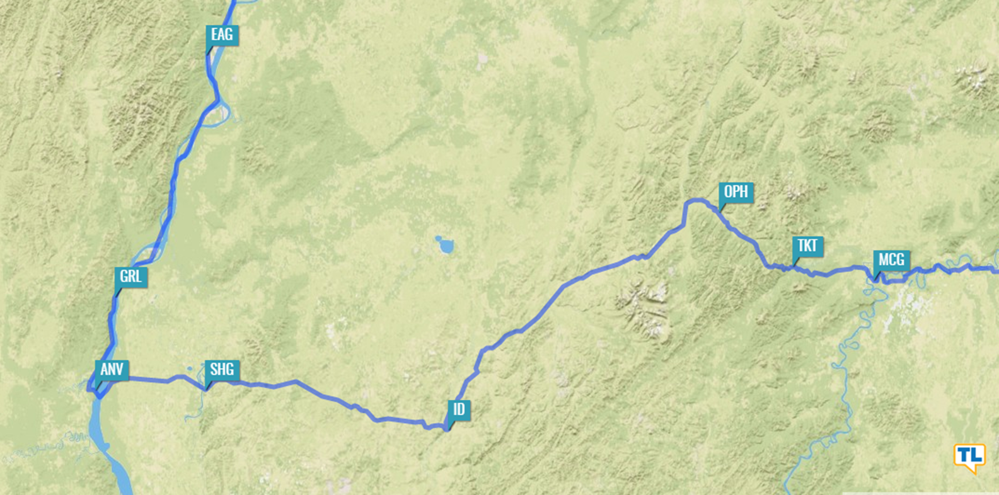 EAG
OPH
TKT
MCG
GRL
ANV
SHG
ID
TL